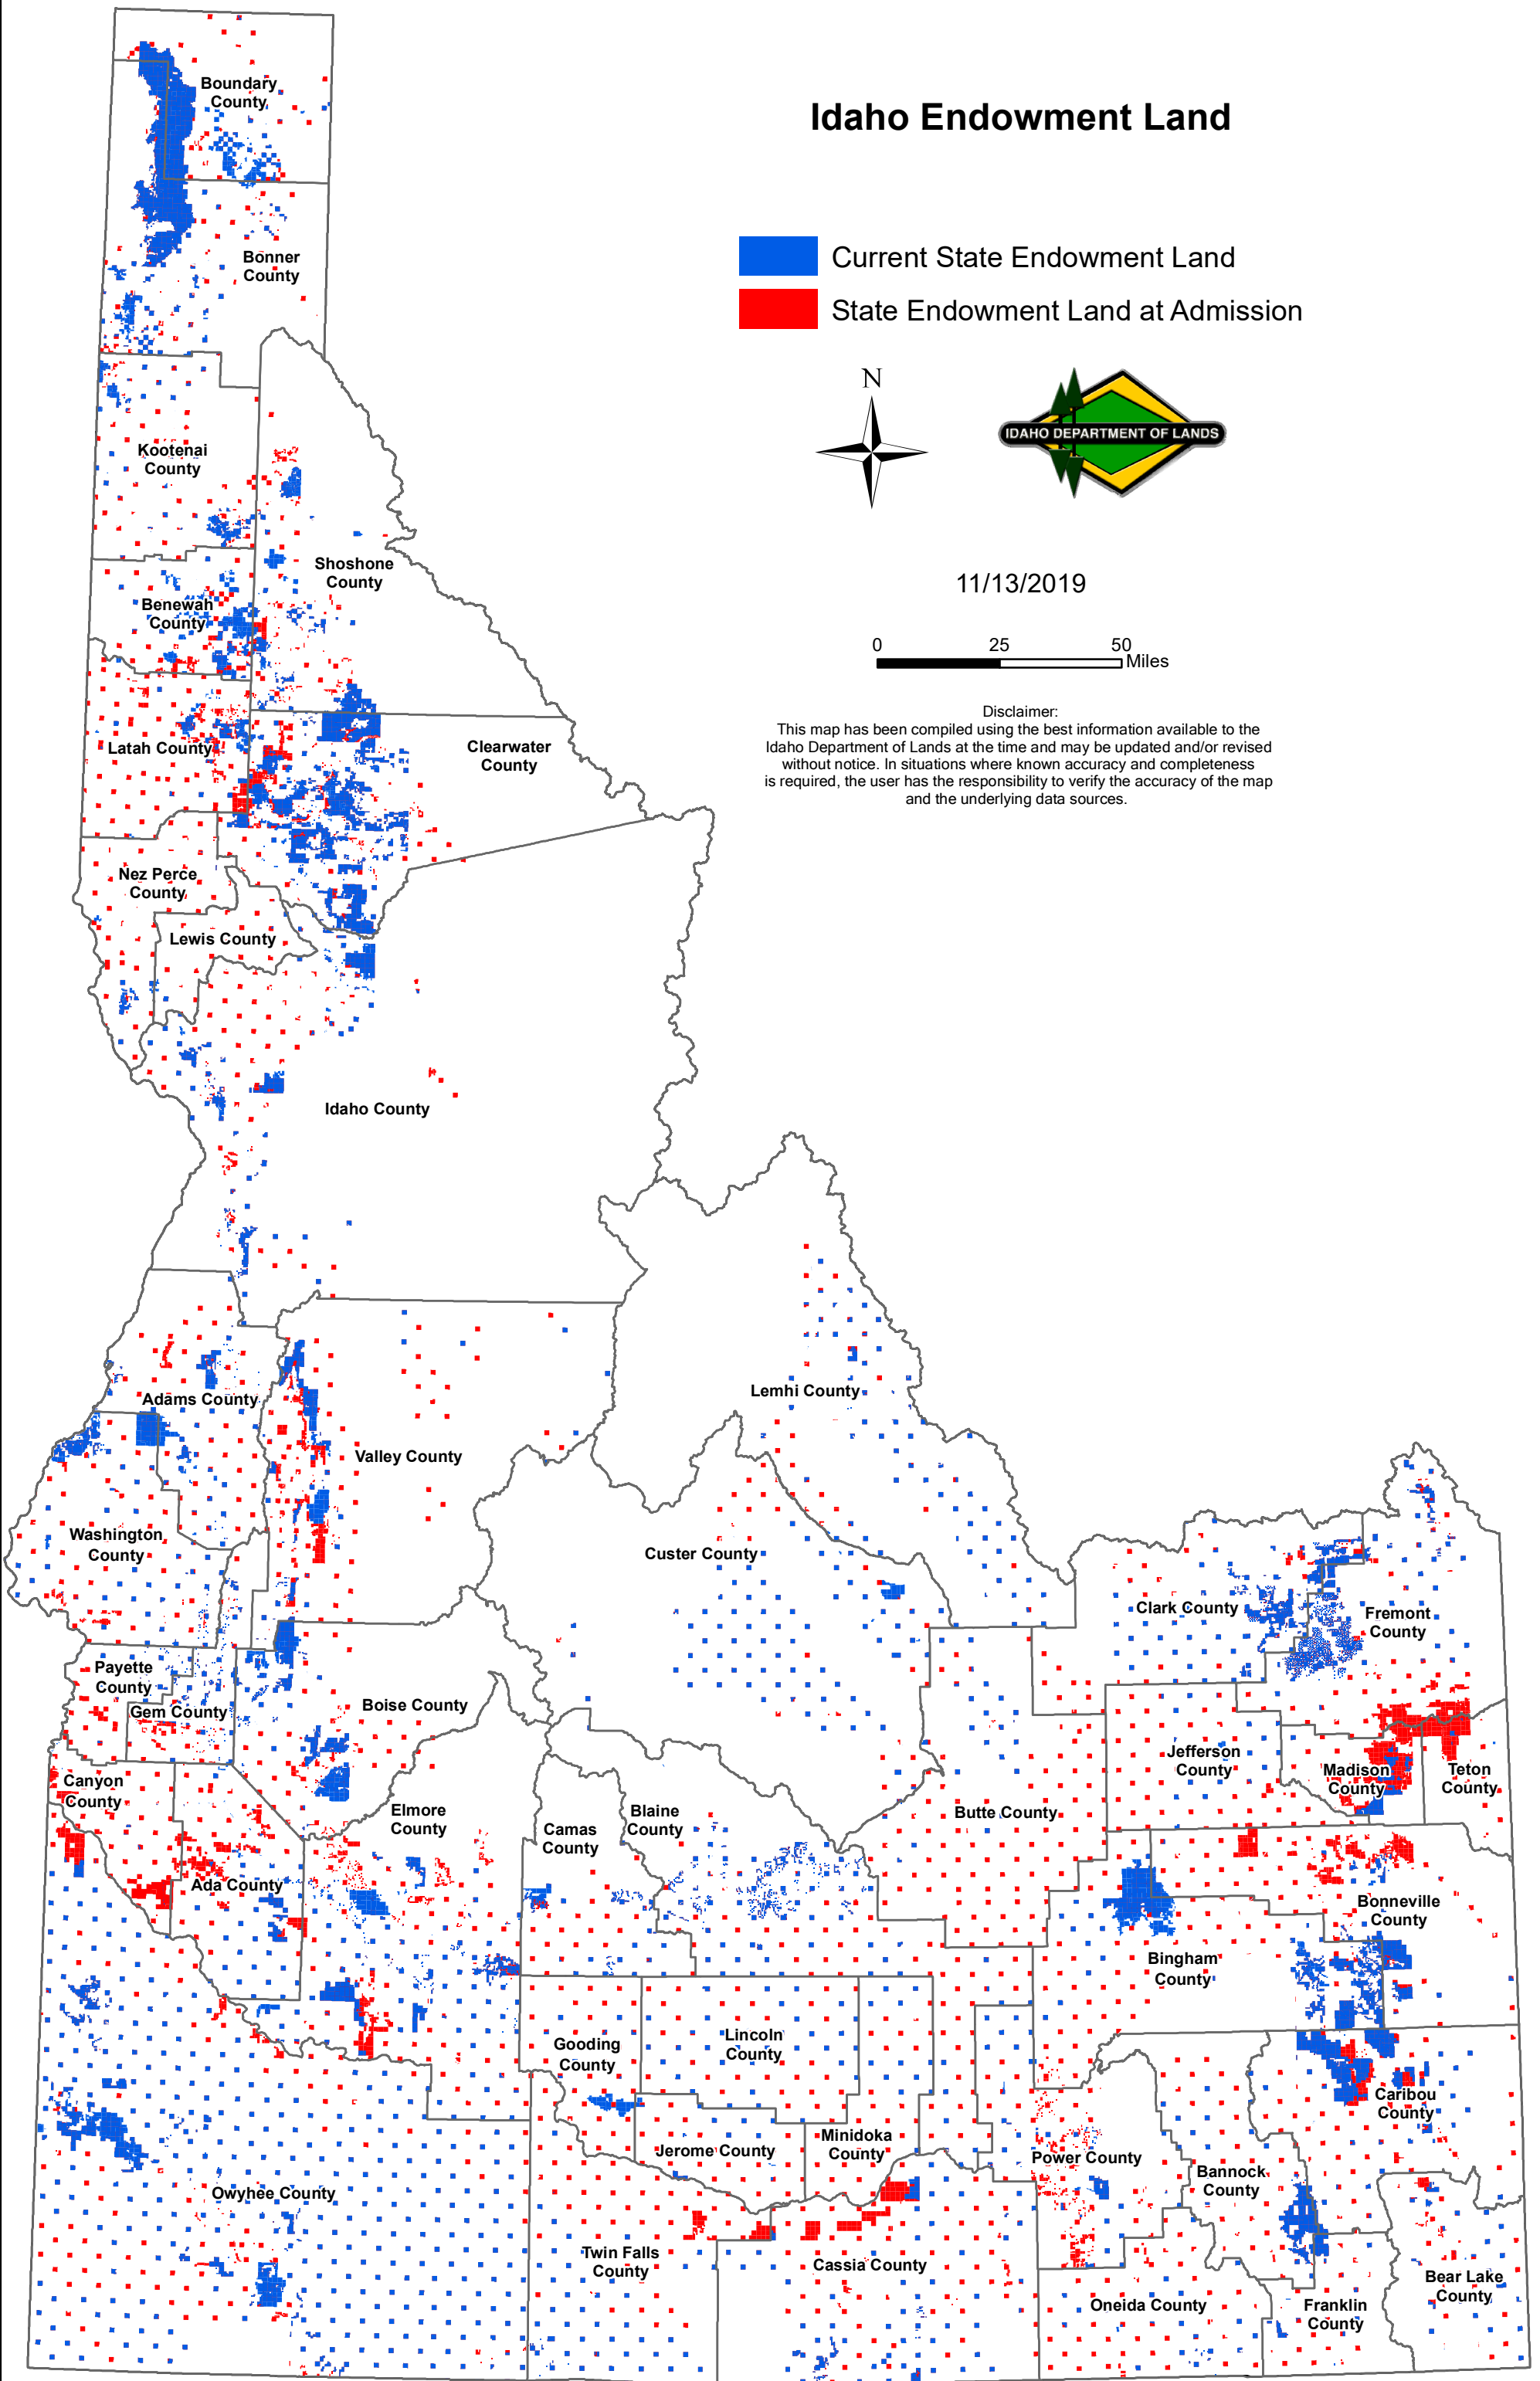 Idaho Endowment Land
Current State Endowment Land
State Endowment Land at Admission
N
IDAHO DEPARTMENT OF LANDS
11/13/2019
0 25 50
Miles
Disclaimer:
This map has been compiled using the best information available to the
Idaho Department of Lands at the time and may be updated and/or revised
without notice. In situations where known accuracy and completeness
is required, the user has the responsibility to verify the accuracy of the map
and the underlying data sources.
Boundary
County
Bonner
County
Kootenai
County
Shoshone
County
Benewah
County
Latah County
Clearwater
County
Nez Perce
County
Lewis County
Idaho County
Lemhi County
Adams County
Valley County
Washington
County
Custer County
Clark County
Fremont
County
Payette
County
Gem County
Boise County
Jefferson
County
Madison
County
Teton
County
Canyon
County
Elmore
County
Camas
County
Blaine
County
Butte County
Ada County
Bonneville
County
Bingham
County
Gooding
County
Lincoln
County
Caribou
County
Jerome County
Minidoka
County
Power County
Bannock
County
Owyhee County
Twin Falls
County
Cassia County
Oneida County
Franklin
County
Bear Lake
County